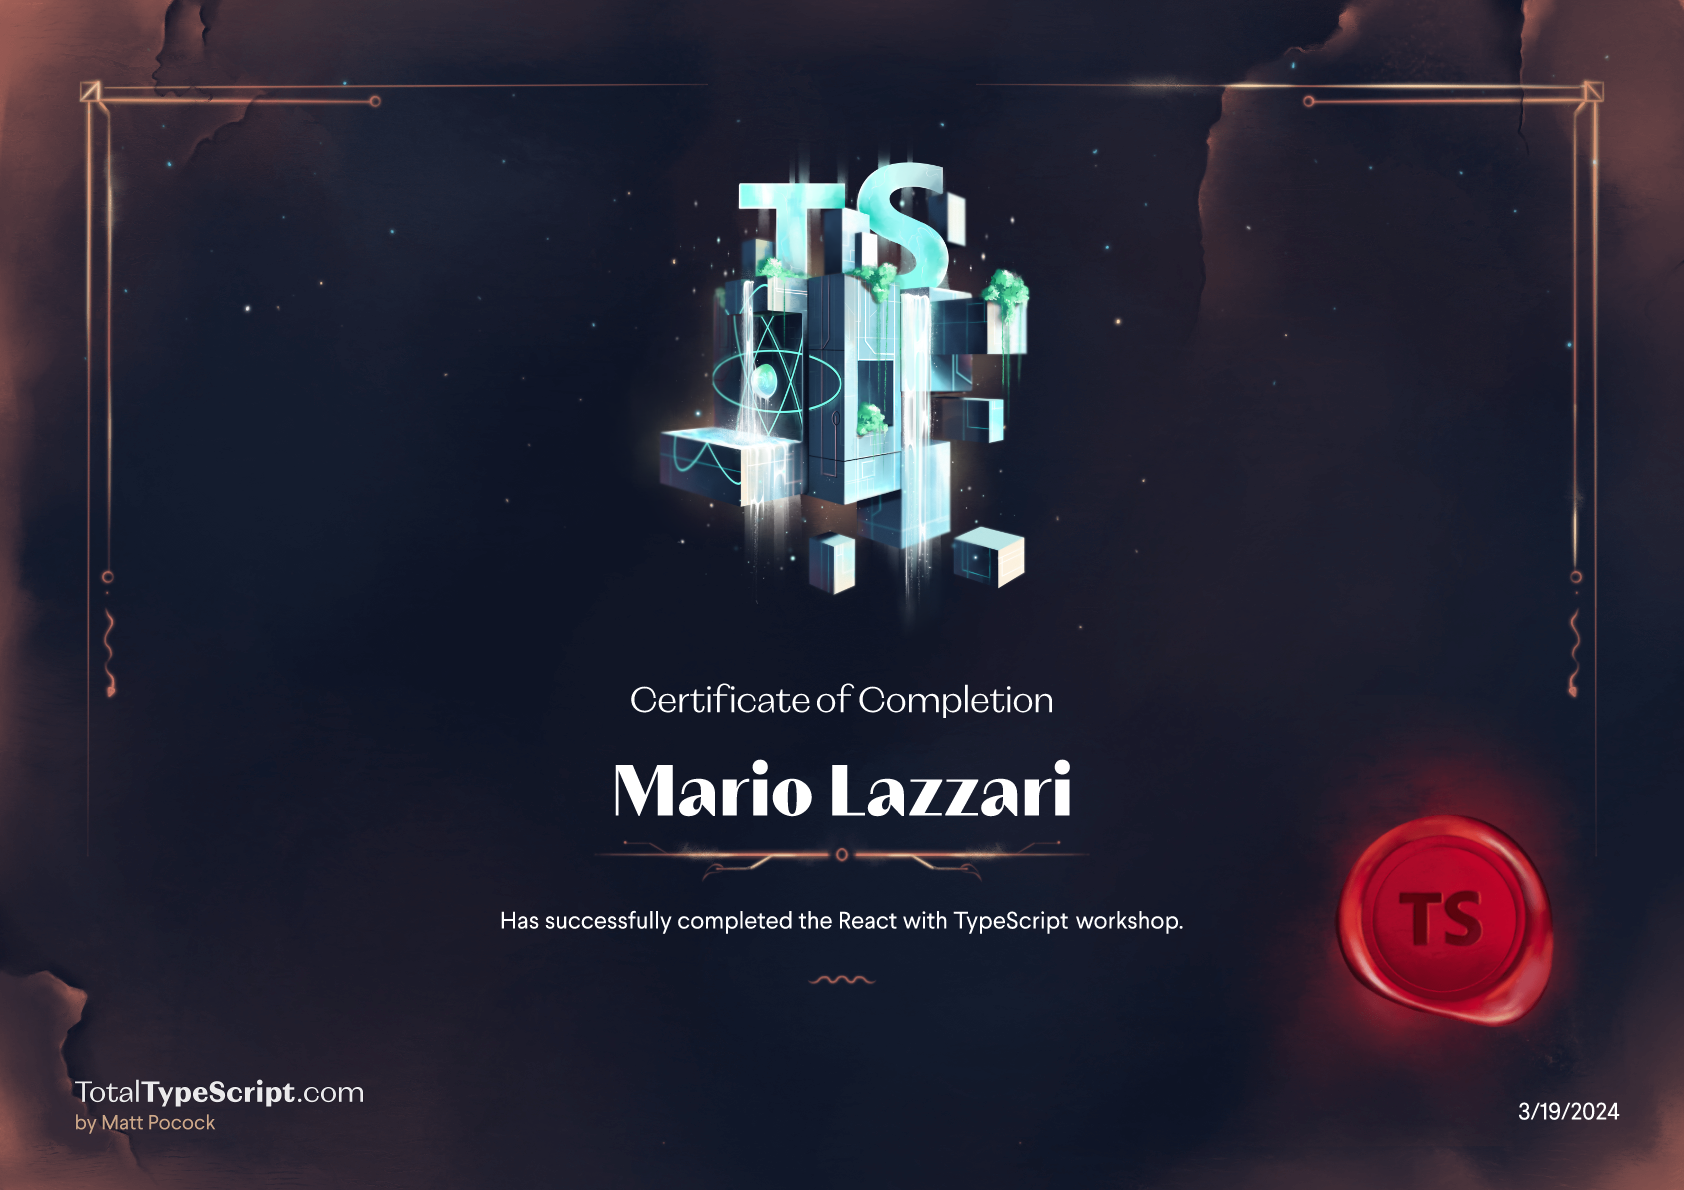 TS
Certificate of Completion
Mario Lazzari
Has successfully completed the React with TypeScript workshop.
TS
TotalTypeScript.com
by Matt Pocock
3/19/2024